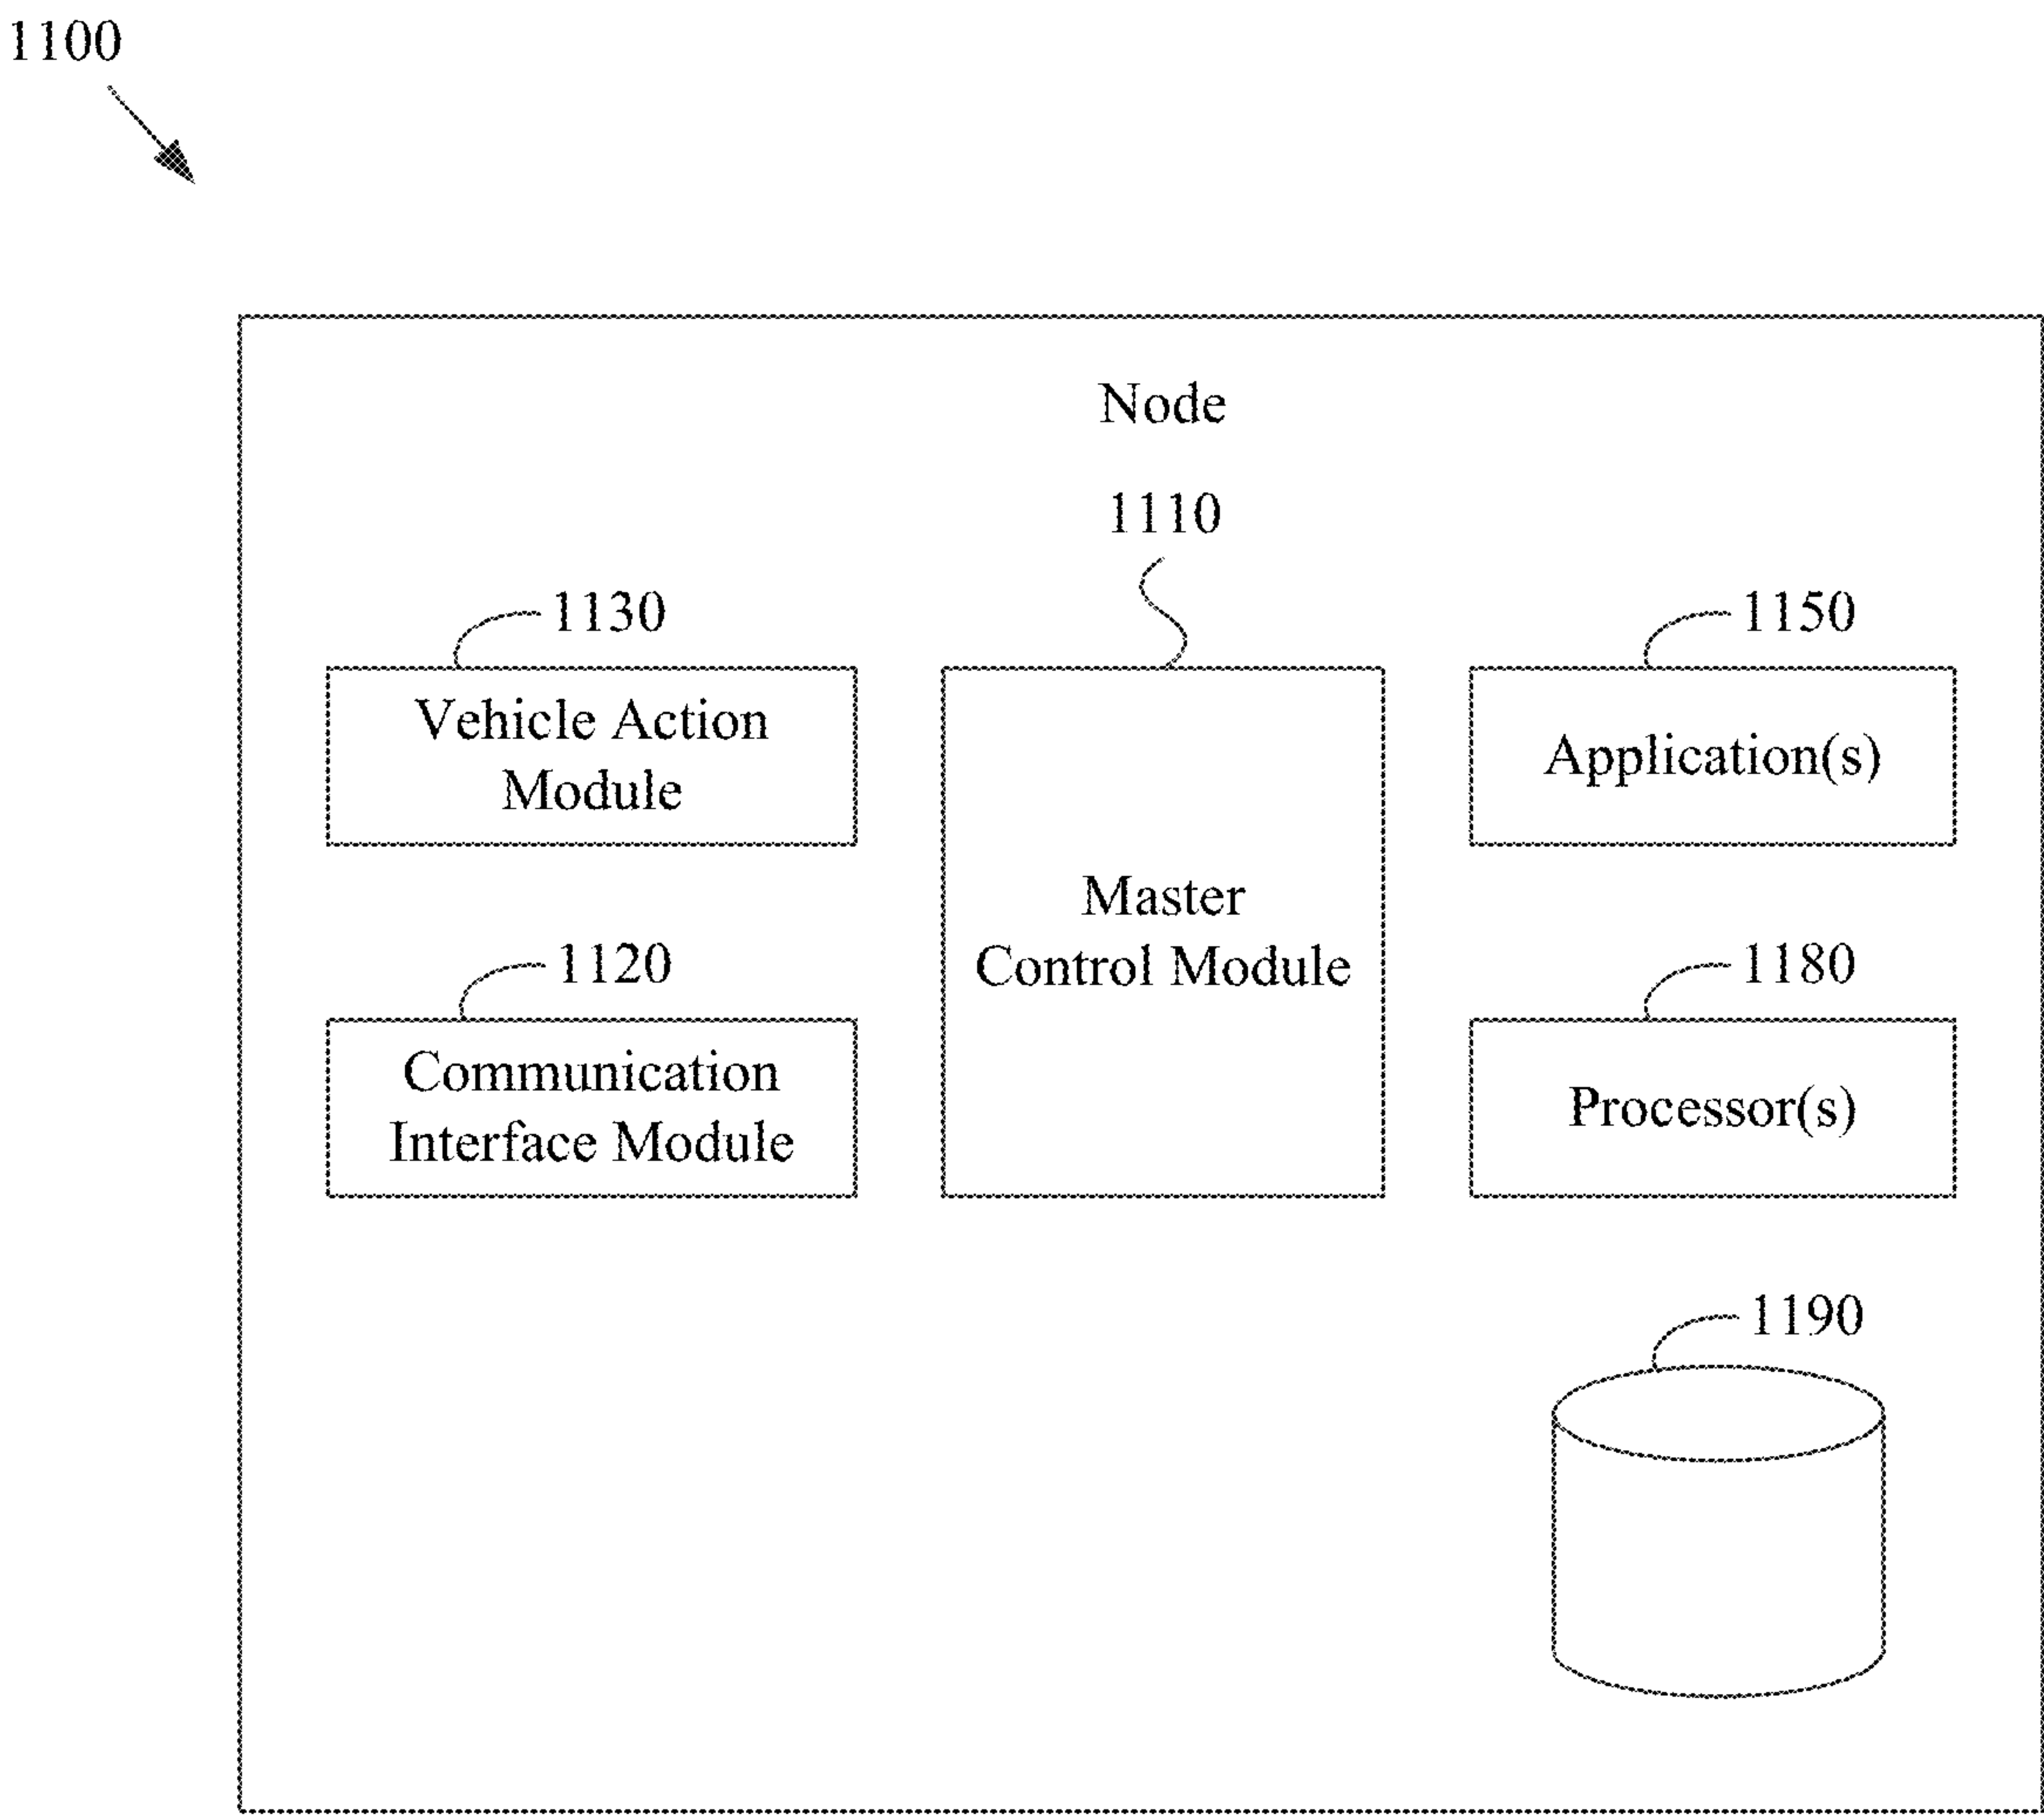 1100
Node
1110
1130
1150
Vehicle Action
Module
Application(s)
Master
Control Module
1120
1180
Communication
Interface Module
Processor(s)
1190